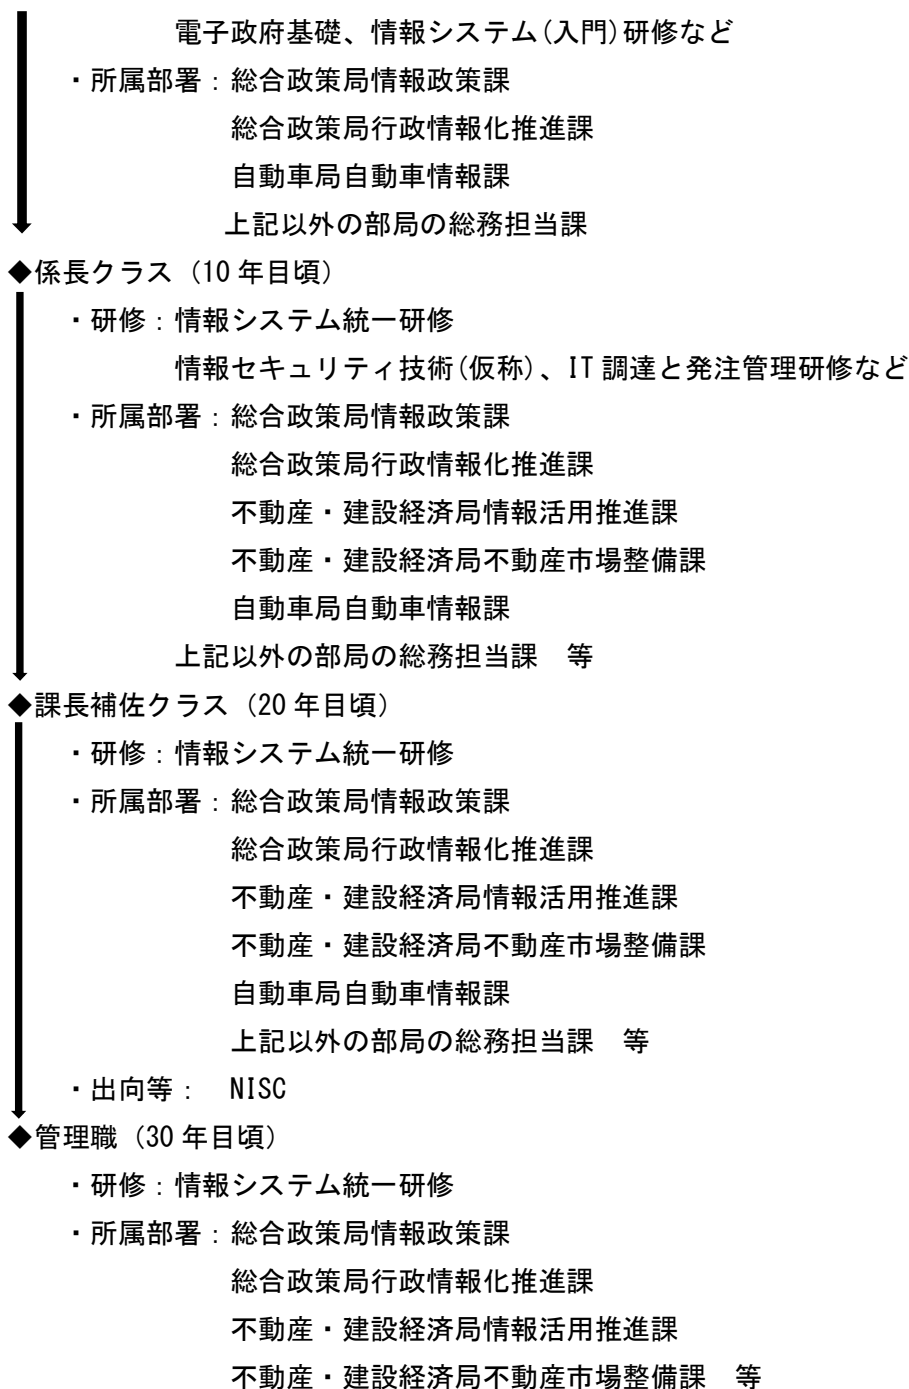 電子政府基礎、情報システム(入門)研修など
・所属部署：総合政策局情報政策課
総合政策局行政情報化推進課
自動車局自動車情報課
上記以外の部局の総務担当課
◆係長クラス（10年目頃）
・研修：情報システム統一研修
情報セキュリティ技術(仮称)、IT調達と発注管理研修など
・所属部署：総合政策局情報政策課
総合政策局行政情報化推進課
不動産・建設経済局情報活用推進課
不動産・建設経済局不動産市場整備課
自動車局自動車情報課
上記以外の部局の総務担当課　等
◆課長補佐クラス（20年目頃）
・研修：情報システム統一研修
・所属部署：総合政策局情報政策課
総合政策局行政情報化推進課
不動産・建設経済局情報活用推進課
不動産・建設経済局不動産市場整備課
自動車局自動車情報課
上記以外の部局の総務担当課　等
・出向等：　NISC
◆管理職（30年目頃）
・研修：情報システム統一研修
・所属部署：総合政策局情報政策課
総合政策局行政情報化推進課
不動産・建設経済局情報活用推進課
不動産・建設経済局不動産市場整備課　等